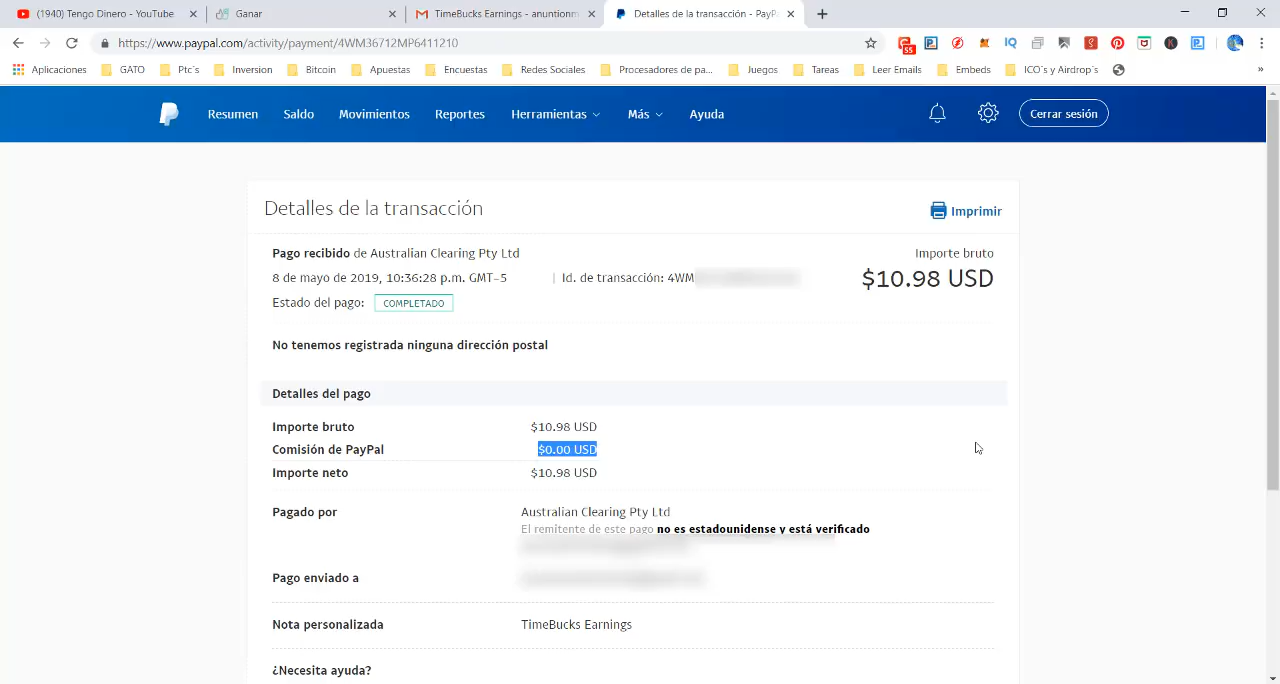 (1940) Tengo Dinero - YouTube
Ganar
TimeBucks Earnings - anuntionm
Detalles de la transacción - PayP
https://www.paypal.com/activity/payment/4WM36712MP6411210
55
IQ
Aplicaciones
GATO
Ptc´s
Inversion
Bitcoin
Apuestas
Encuestas
Redes Sociales
Procesadores de pa...
Juegos
Tareas
Leer Emails
Embeds
ICO´s y Airdrop´s
»
Resumen
Saldo
Movimientos
Reportes
Herramientas
Más
Ayuda
Cerrar sesión
Detalles de la transacción
Imprimir
Pago recibido de Australian Clearing Pty Ltd
Importe bruto
8 de mayo de 2019, 10:36:28 p.m. GMT-5 | Id. de transacción: 4WM
$10.98 USD
Estado del pago: COMPLETADO
No tenemos registrada ninguna dirección postal
Detalles del pago
Importe bruto $10.98 USD
Comisión de PayPal $0.00 USD
Importe neto $10.98 USD
Pagado por Australian Clearing Pty Ltd
El remitente de este pago no es estadounidense y está verificado
Pago enviado a
Nota personalizada TimeBucks Earnings
¿Necesita ayuda?